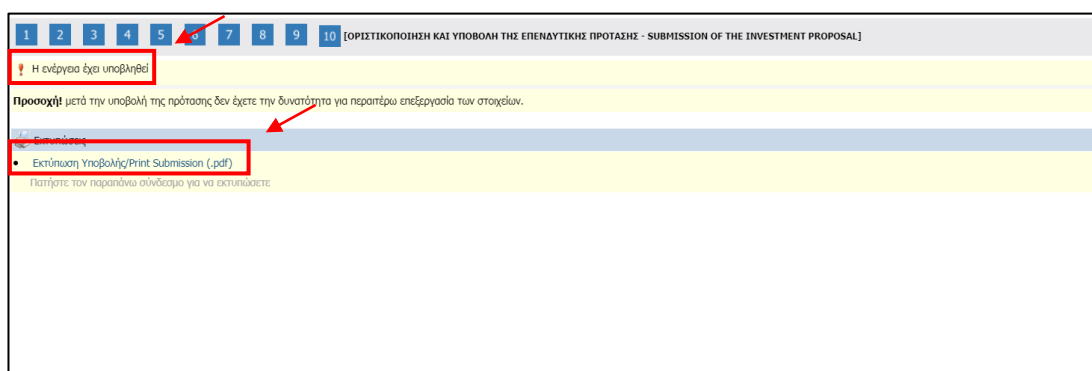 1 2 3 4 5 6 7 8 9 10 [ΟΡΙΣΤΙΚΟΠΟΙΗΣΗ ΚΑΙ ΥΠΟΒΟΛΗ ΤΗΣ ΕΠΕΝΔΥΤΙΚΗΣ ΠΡΟΤΑΣΗΣ - SUBMISSION OF THE INVESTMENT PROPOSAL]
Η ενέργεια έχει υποβληθεί
Προσοχή! μετά την υποβολή της πρότασης δεν έχετε την δυνατότητα για περαιτέρω επεξεργασία των στοιχείων.
Εκτυπώσεις
• Εκτύπωση Υποβολής/Print Submission (.pdf)
Πατήστε τον παραπάνω σύνδεσμο για να εκτυπώσετε